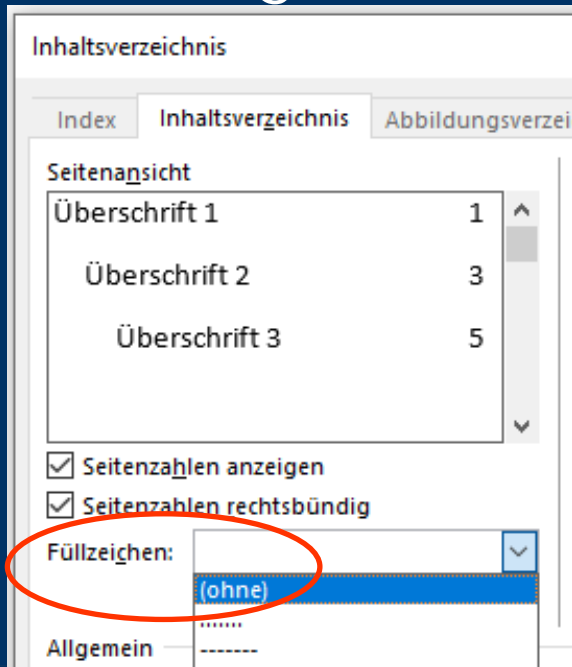 Inhaltsverzeichnis
Index Inhaltsverzeichnis Abbildungsverzei
Seitenansicht
Überschrift 1 1
Überschrift 2 3
Überschrift 3 5
Seitenzahlen anzeigen
Seitenzahlen rechtsbündig
Füllzeichen:
(ohne)
.......
Allgemein -------